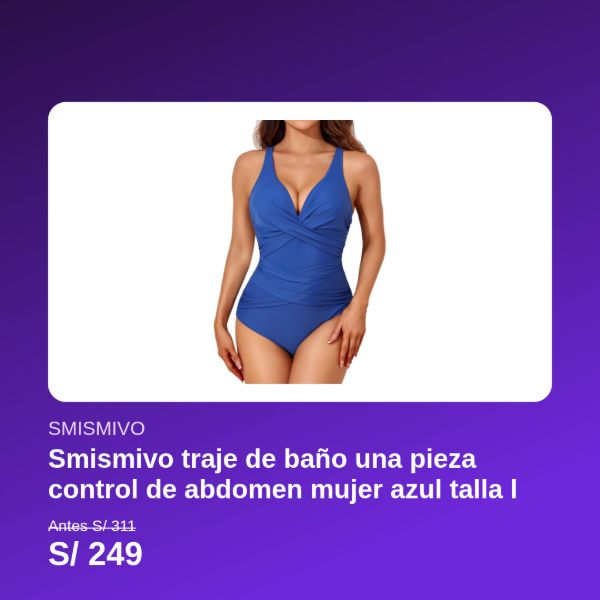 SMISMIVO
Smismivo traje de baño una pieza
control de abdomen mujer azul talla l
Antes S/ 311
S/ 249